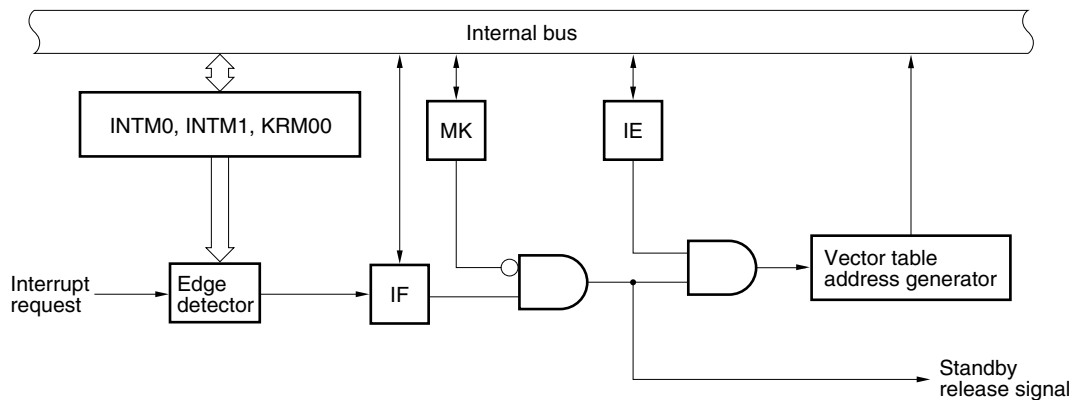 Internal bus
INTM0, INTM1, KRM00
MK
IE
Interrupt
request
Edge
detector
IF
Vector table
address generator
Standby
release signal